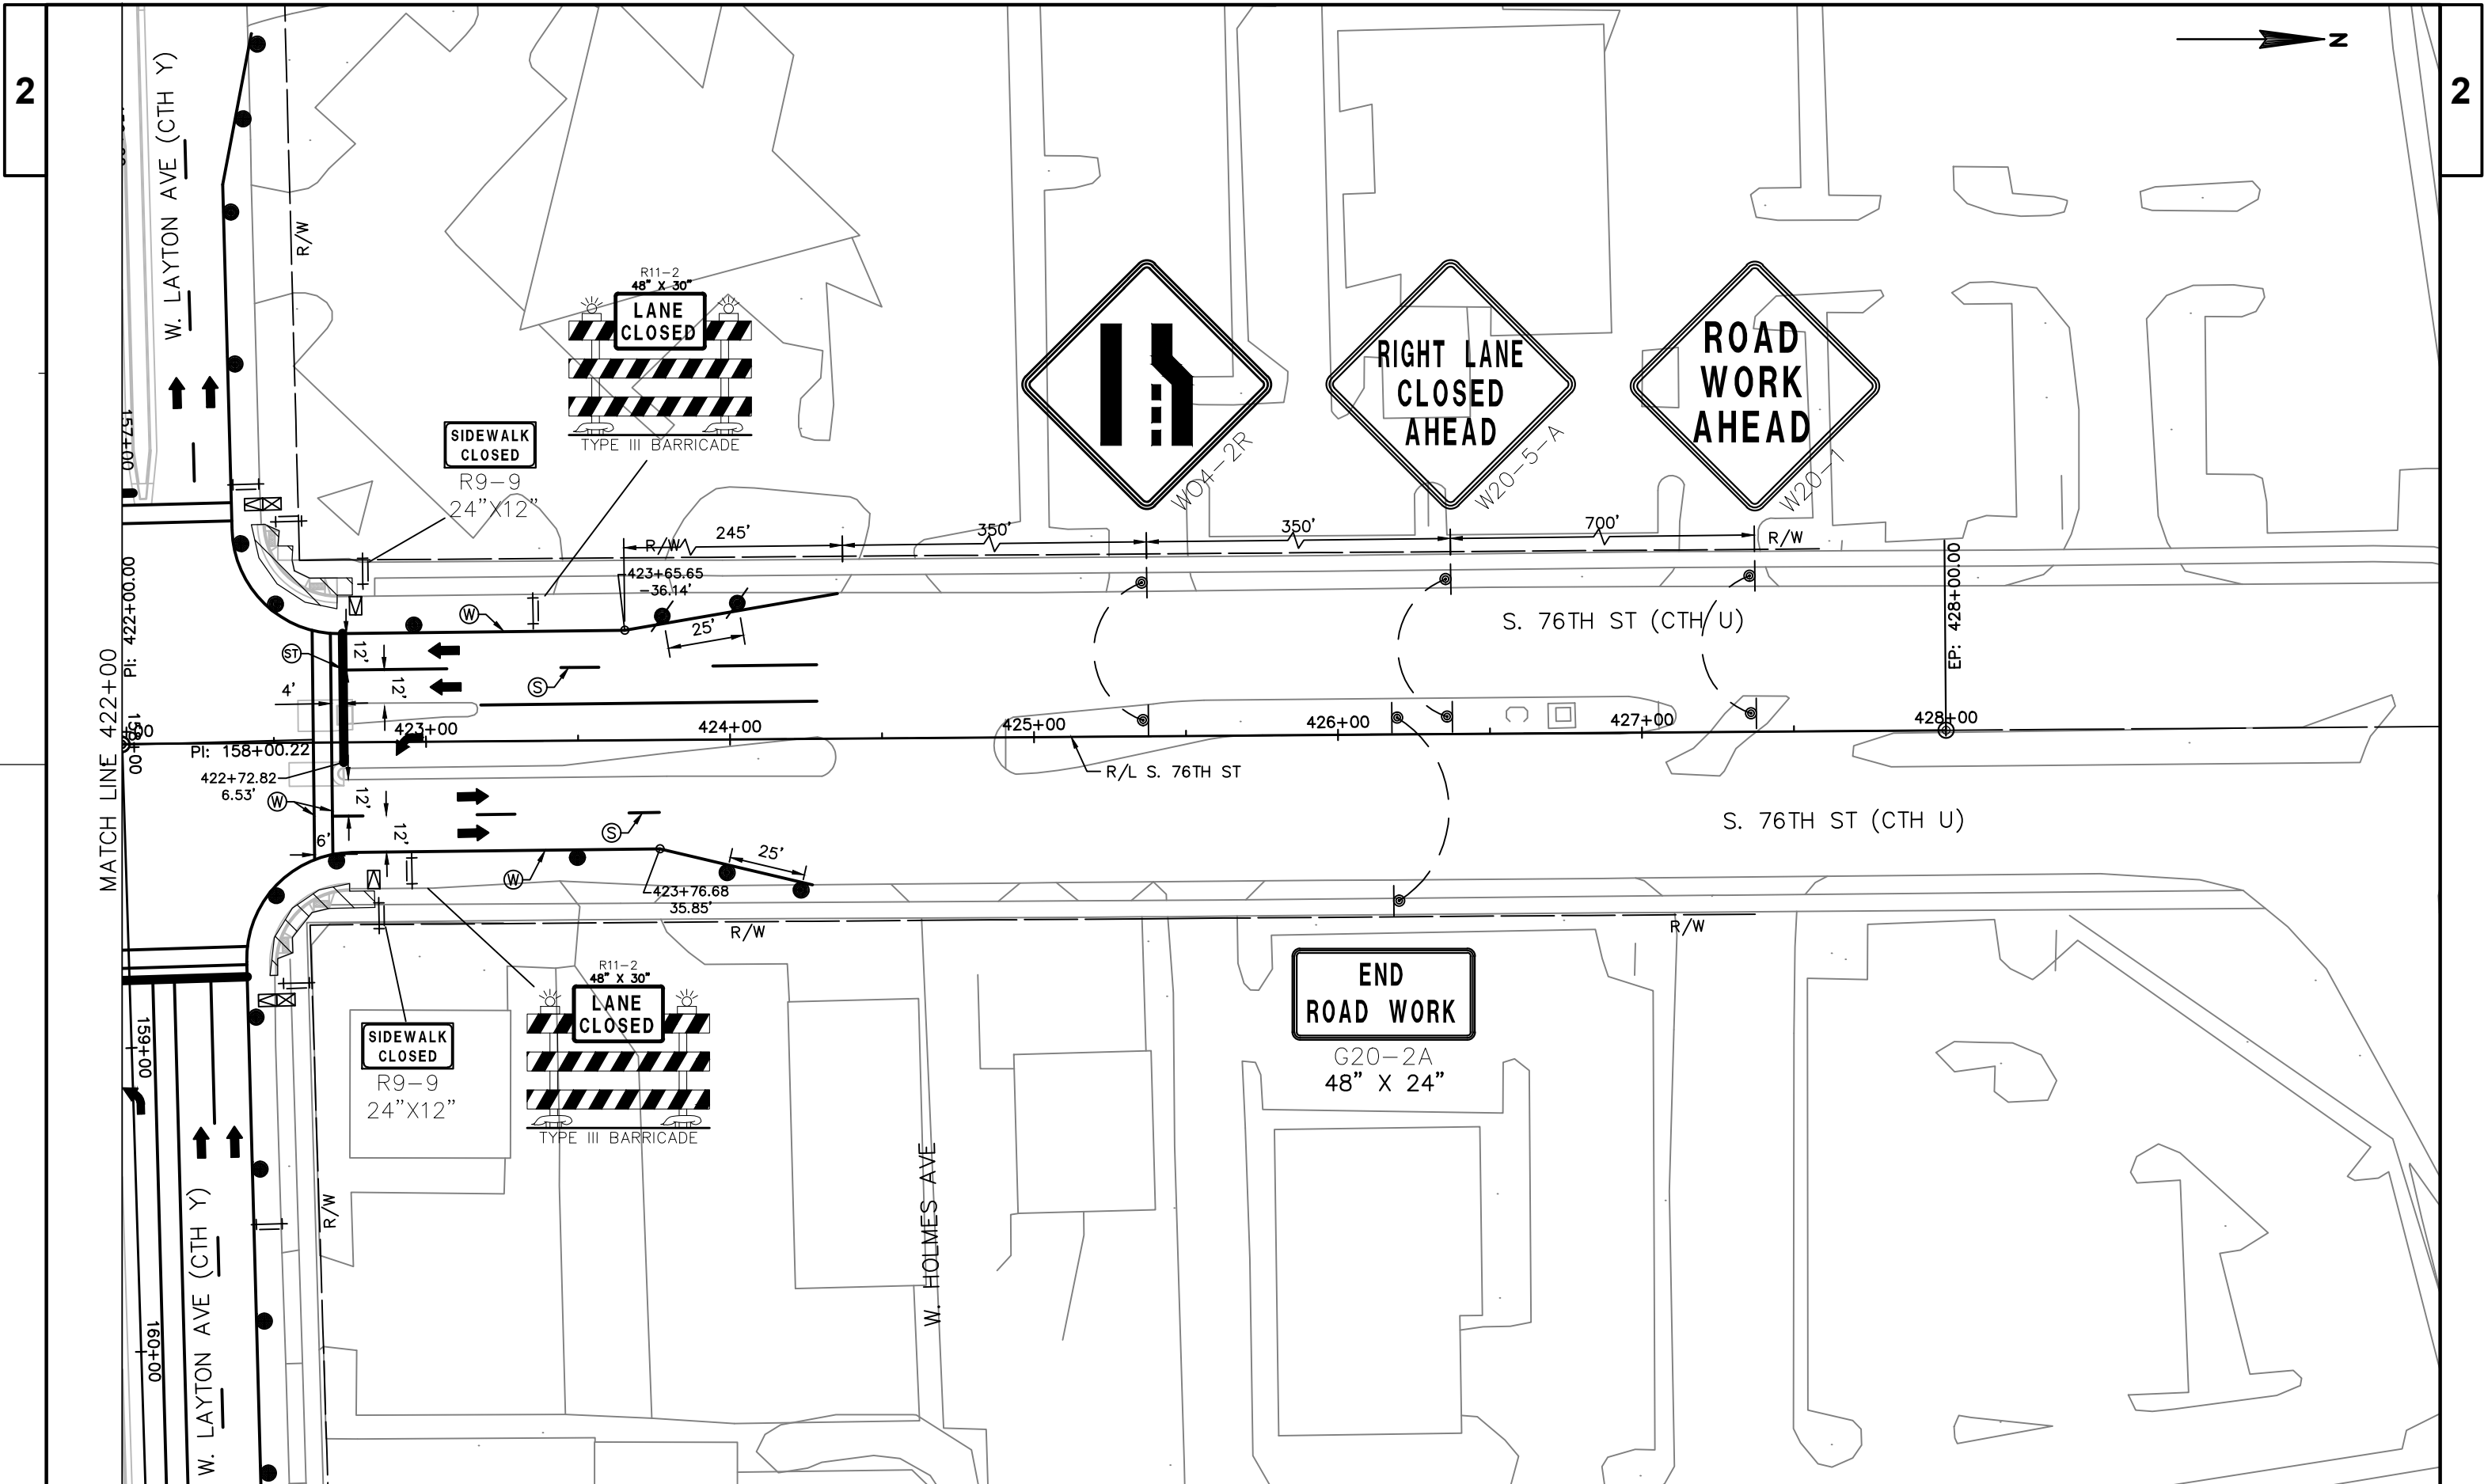 2
2
N
W. LAYTON AVE (CTH Y)
R/W
R11-2
48" X 30"
LANE
CLOSED
TYPE III BARRICADE
SIDEWALK
CLOSED
R9-9
24"X12"
WO4-2R
RIGHT LANE
CLOSED
AHEAD
W20-5-A
ROAD
WORK
AHEAD
W20-1
157+00
245'
350'
350'
700'
R/W
R/W
423+65.65
-36.14'
25'
W
S. 76TH ST (CTH U)
PI: 422+00.00
EP: 428+00.00
ST
12'
12'
4'
S
MATCH LINE 422+00
158+00
423+00
424+00
425+00
426+00
427+00
428+00
PI: 158+00.22
422+72.82
6.53'
R/L S. 76TH ST
W
12'
12'
6'
S
S. 76TH ST (CTH U)
25'
W
423+76.68
35.85'
R/W
R/W
R11-2
48" X 30"
LANE
CLOSED
TYPE III BARRICADE
END
ROAD WORK
G20-2A
48" X 24"
159+00
SIDEWALK
CLOSED
R9-9
24"X12"
R/W
W. HOLMES AVE
W. LAYTON AVE (CTH Y)
160+00